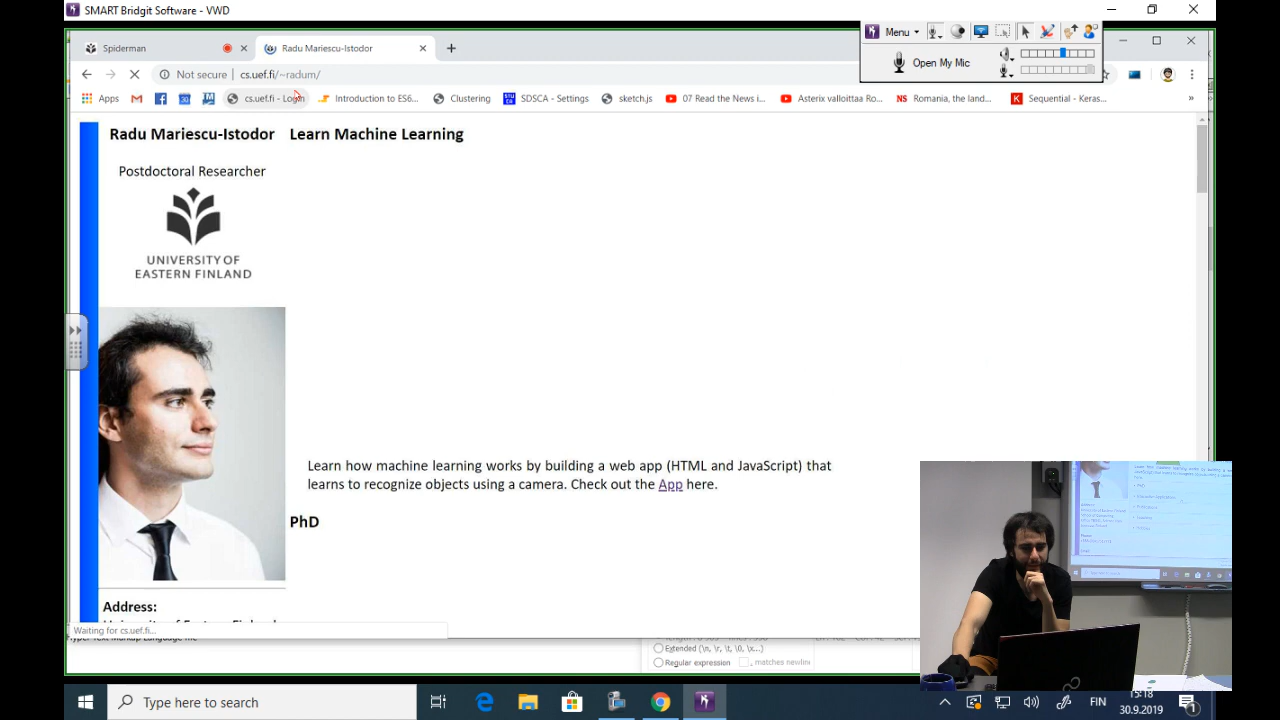 SMART Bridgit Software - VWD
Menu
Open My Mic
Spiderman
Radu Mariescu-Istodor
Not secure | cs.uef.fi/~radum/
Apps
cs.uef.fi - Login
Introduction to ES6...
Clustering
SDSCA - Settings
sketch.js
07 Read the News i...
Asterix valloittaa Ro...
Romania, the land...
Sequential - Keras...
»
Radu Mariescu-Istodor
Learn Machine Learning
Postdoctoral Researcher
UNIVERSITY OF
EASTERN FINLAND
Learn how machine learning works by building a web app (HTML and JavaScript) that
learns to recognize objects using a camera. Check out the App here.
PhD
Address:
Waiting for cs.uef.fi...
Extended (\n, \r, \t, \0, \x...)
Regular expression
. matches newlin
Type here to search
FIN
15:18
30.9.2019
1